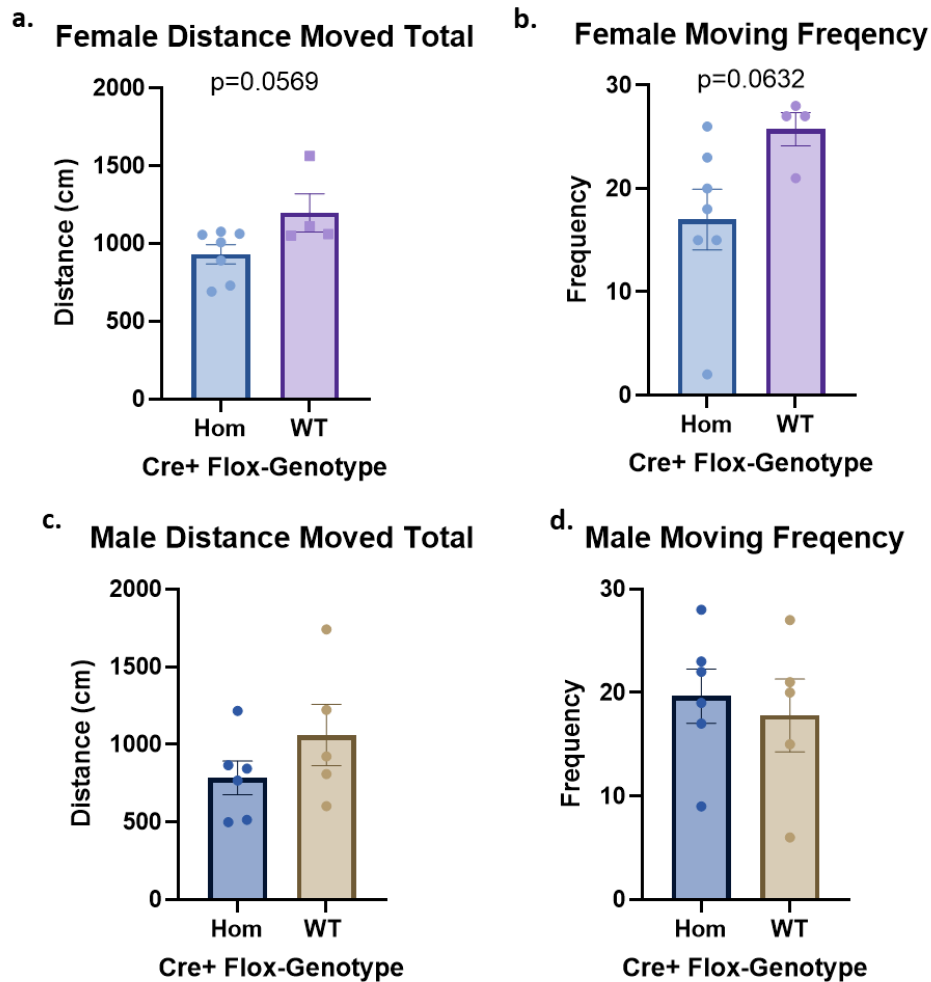 a.
Female Distance Moved Total
p=0.0569
2000
1500
1000
500
0
Distance (cm)
Hom WT
Cre+ Flox-Genotype
b.
Female Moving Freqency
p=0.0632
30
20
10
0
Frequency
Hom WT
Cre+ Flox-Genotype
c.
Male Distance Moved Total
2000
1500
1000
500
0
Distance (cm)
Hom WT
Cre+ Flox-Genotype
d.
Male Moving Freqency
30
20
10
0
Frequency
Hom WT
Cre+ Flox-Genotype